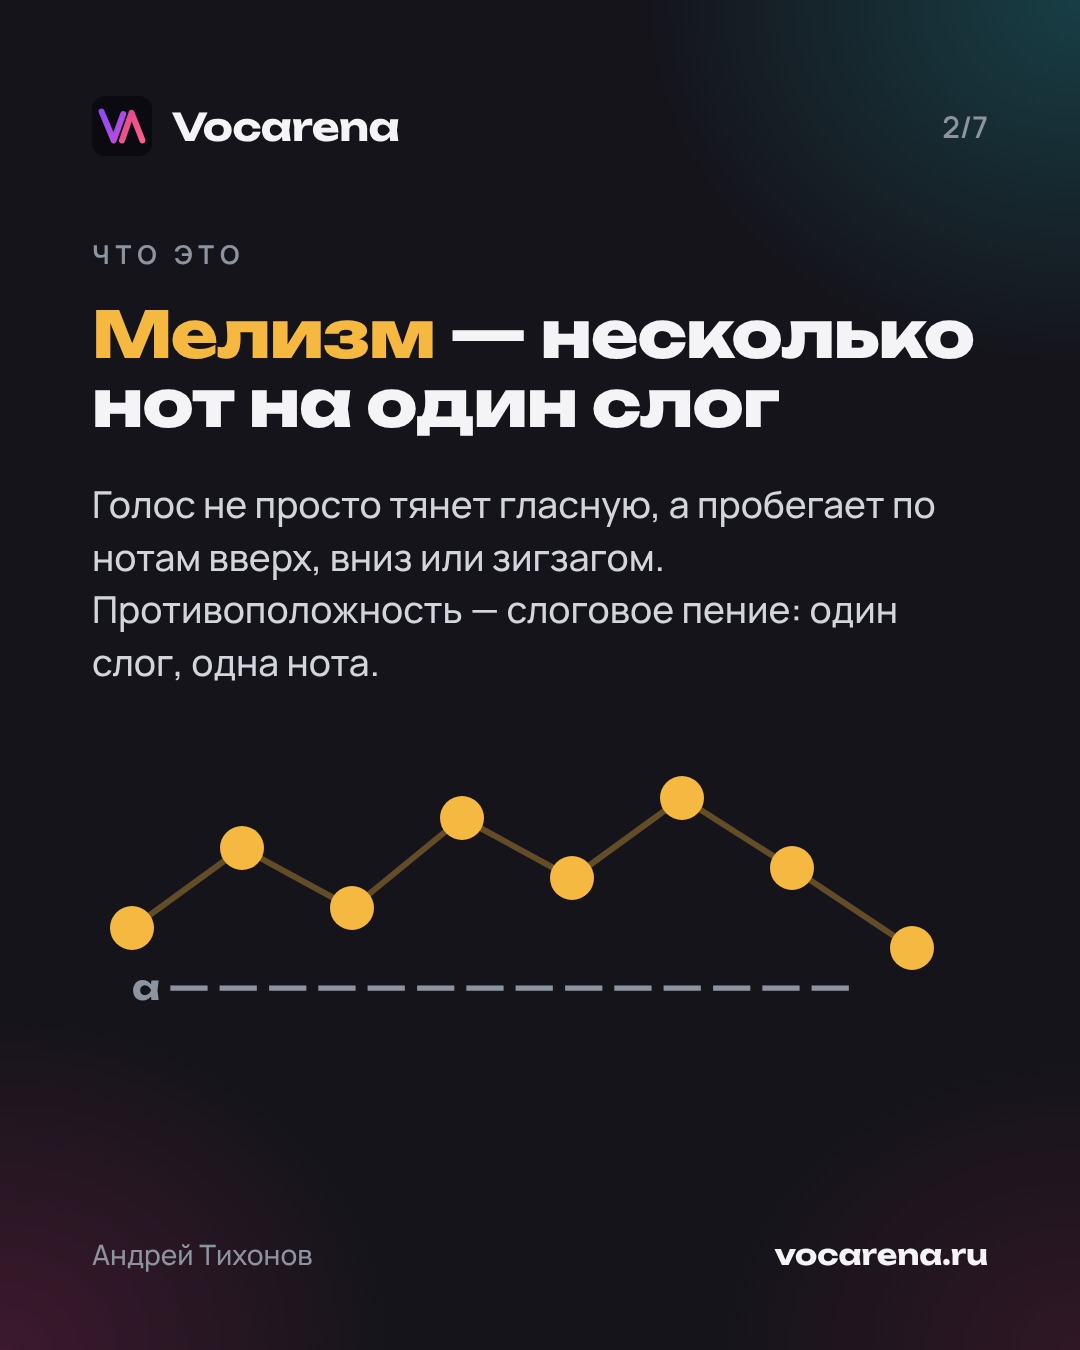 Vocarena
2/7
ЧТО ЭТО
Мелизм — несколько
нот на один слог
Голос не просто тянет гласную, а пробегает по
нотам вверх, вниз или зигзагом.
Противоположность — слоговое пение: один
слог, одна нота.
а
Андрей Тихонов
vocarena.ru